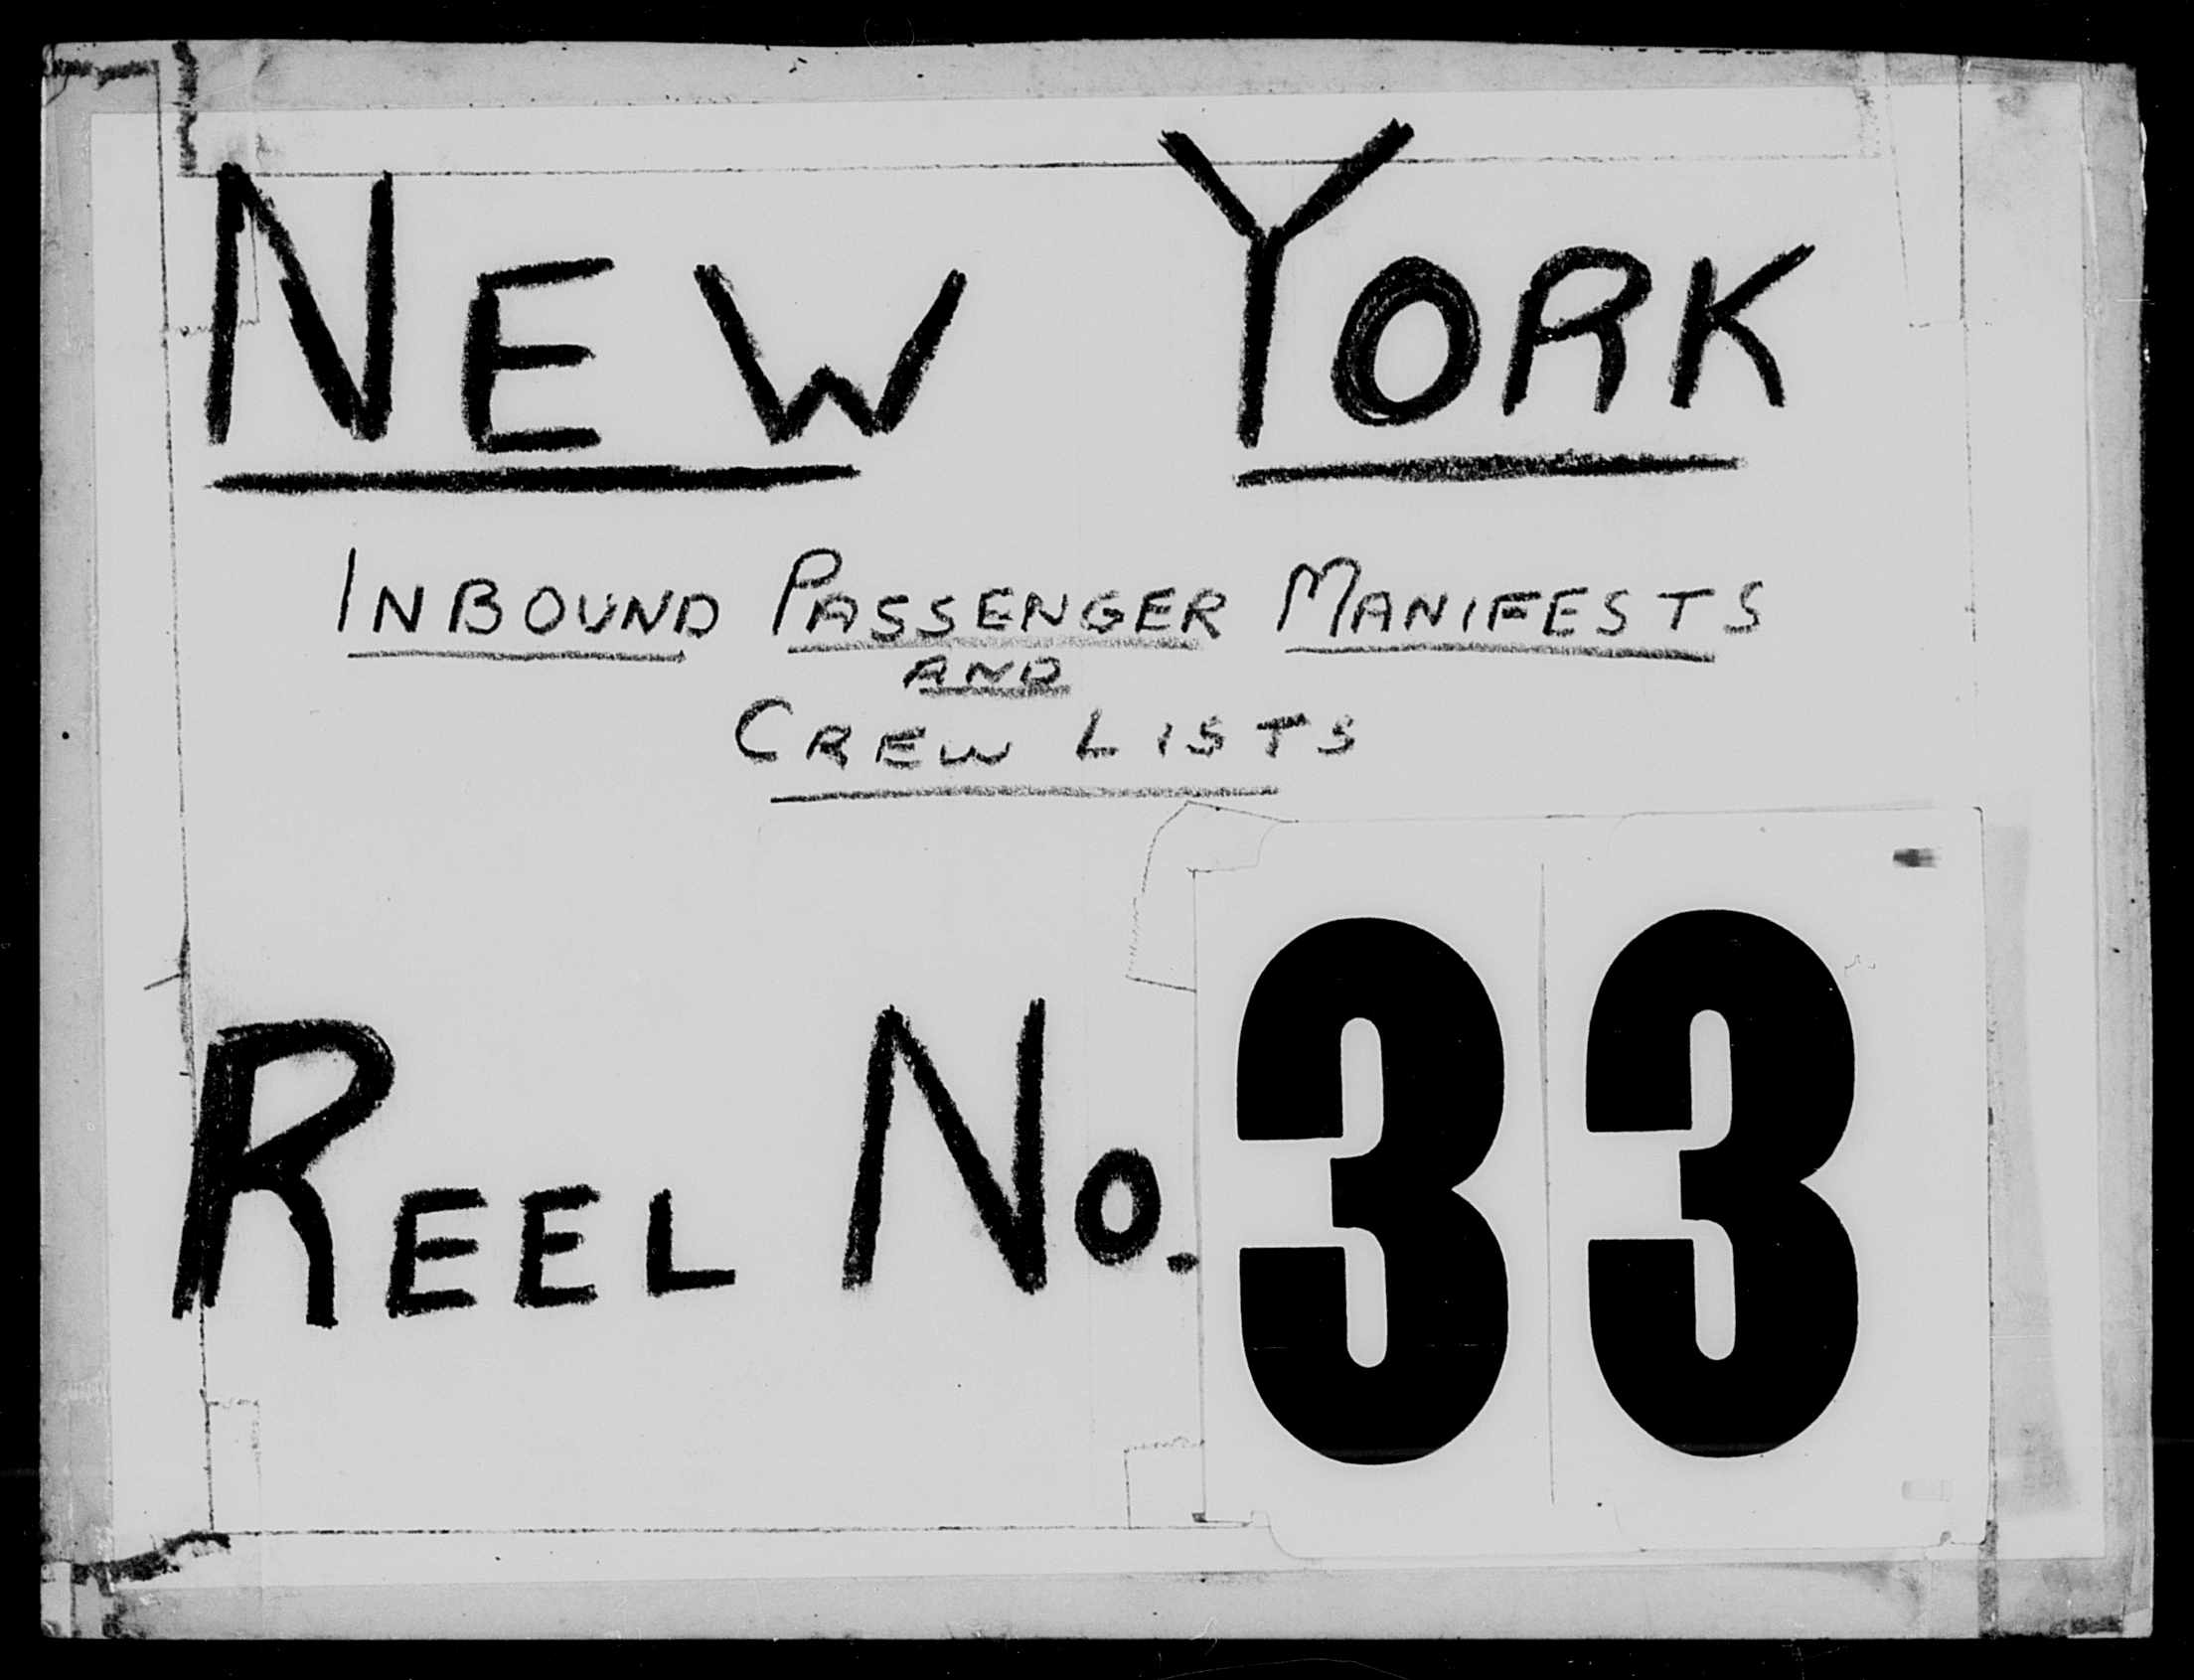 NEW YORK
INBOUND PASSENGER MANIFESTS
AND
CREW LISTS
REEL No. 33